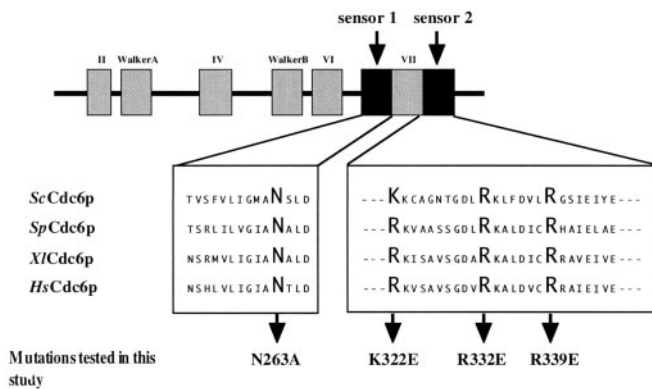 sensor 1 sensor 2
II WalkerA IV WalkerB VI VII
ScCdc6p TVSFVLIGMANSLD ---KKCAGNTGDLRKLFDVLRGSIEIYE---
SpCdc6p TSRLILVGIANALD ---RKVAASSGDLRKALDICRHAIELAE---
XlCdc6p NSRMVLIGIANALD ---RKISAVSGDARKALDICRRAVEIVE---
HsCdc6p NSHLVLIGIANTLD ---RKVSAVSGDVRKALDVCRRAIEIVE---
Mutations tested in this study N263A K322E R332E R339E